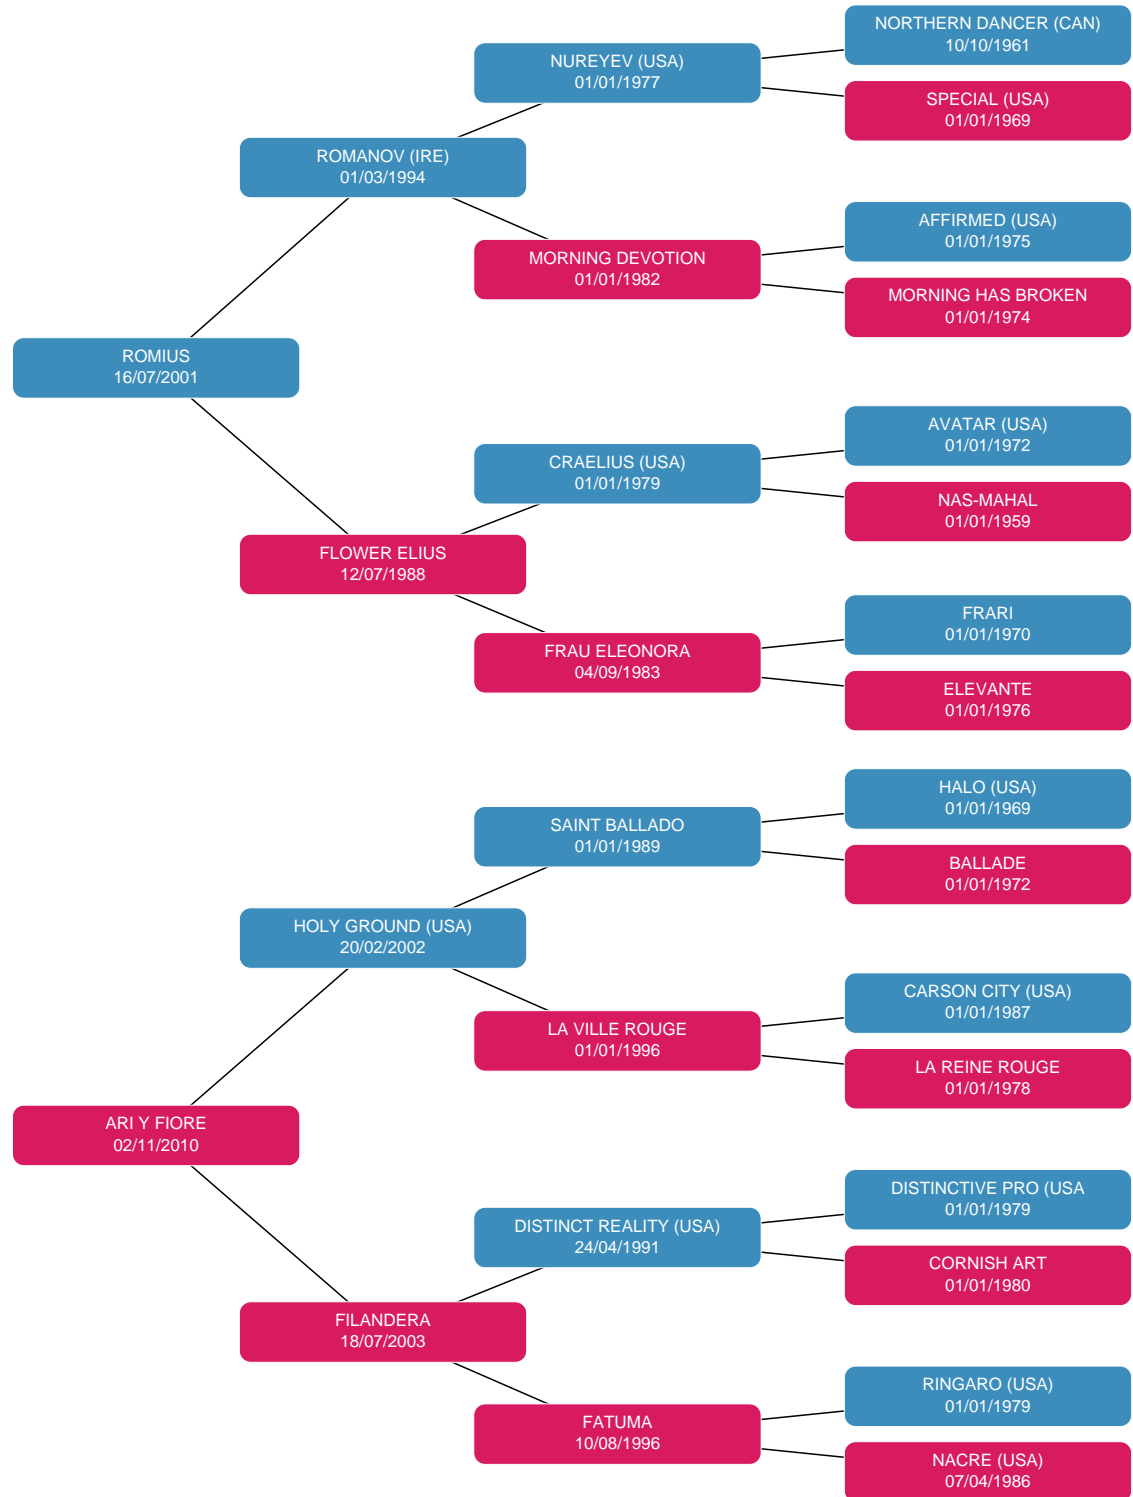 NORTHERN DANCER (CAN)
10/10/1961
NUREYEV (USA)
01/01/1977
SPECIAL (USA)
01/01/1969
ROMANOV (IRE)
01/03/1994
AFFIRMED (USA)
01/01/1975
MORNING DEVOTION
01/01/1982
MORNING HAS BROKEN
01/01/1974
ROMIUS
16/07/2001
AVATAR (USA)
01/01/1972
CRAELIUS (USA)
01/01/1979
NAS-MAHAL
01/01/1959
FLOWER ELIUS
12/07/1988
FRARI
01/01/1970
FRAU ELEONORA
04/09/1983
ELEVANTE
01/01/1976
HALO (USA)
01/01/1969
SAINT BALLADO
01/01/1989
BALLADE
01/01/1972
HOLY GROUND (USA)
20/02/2002
CARSON CITY (USA)
01/01/1987
LA VILLE ROUGE
01/01/1996
LA REINE ROUGE
01/01/1978
ARI Y FIORE
02/11/2010
DISTINCTIVE PRO (USA
01/01/1979
DISTINCT REALITY (USA)
24/04/1991
CORNISH ART
01/01/1980
FILANDERA
18/07/2003
RINGARO (USA)
01/01/1979
FATUMA
10/08/1996
NACRE (USA)
07/04/1986